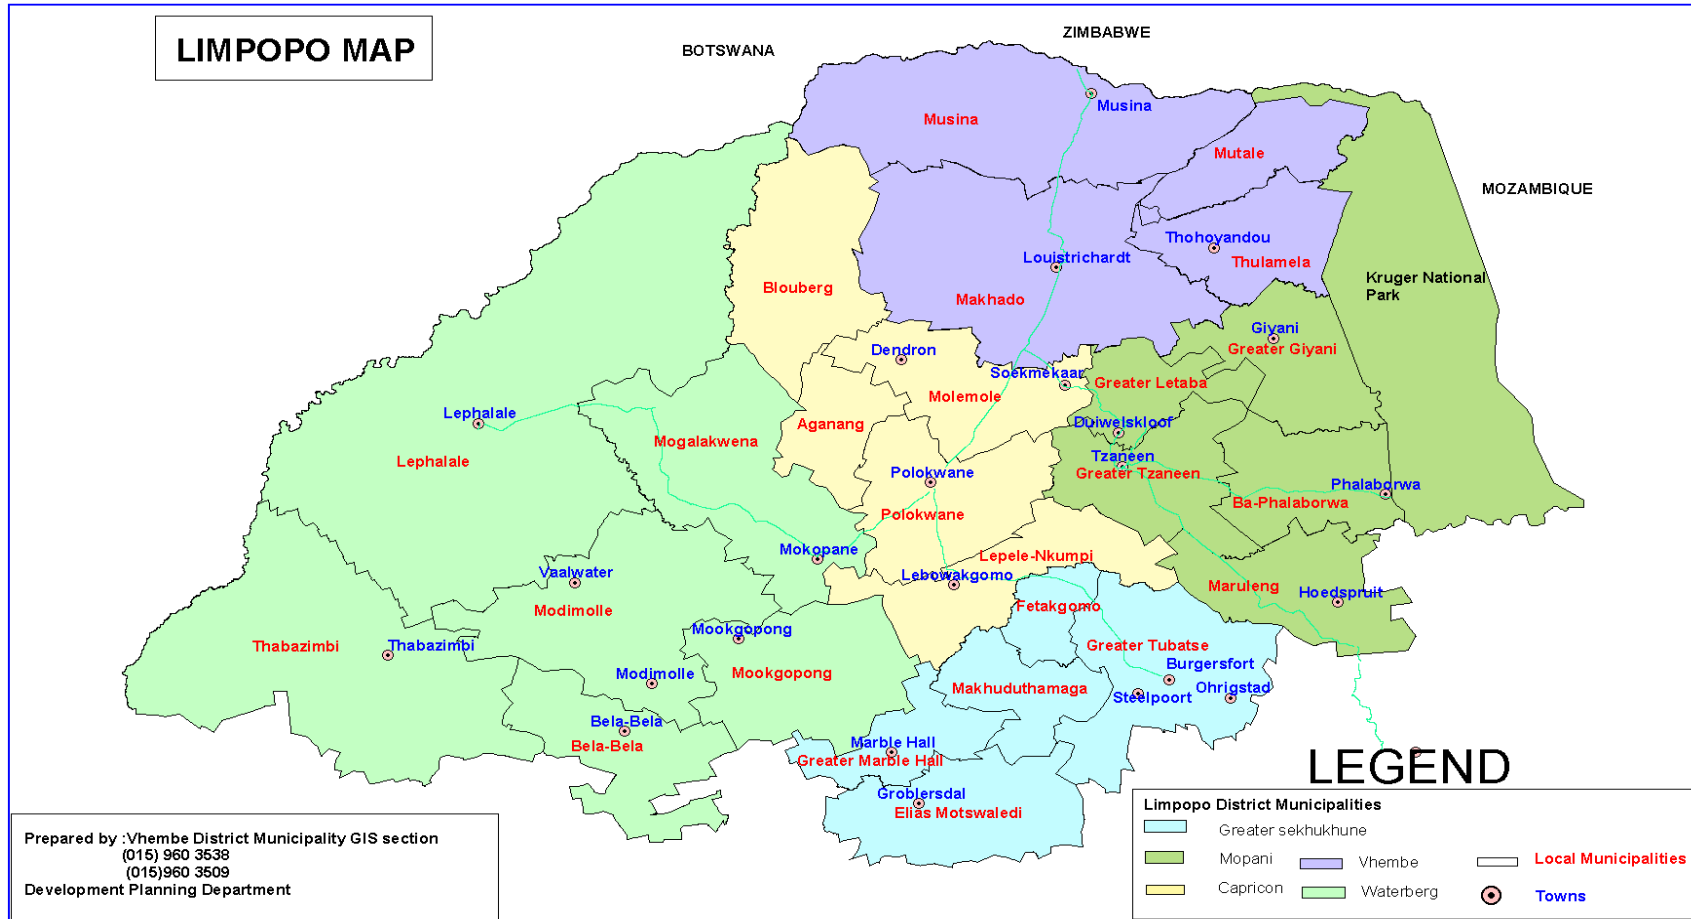 LIMPOPO MAP
BOTSWANA
ZIMBABWE
MOZAMBIQUE
Musina
Musina
Mutale
Thohoyandou
Thulamela
Louistrichardt
Makhado
Kruger National
Park
Blouberg
Giyani
Greater Giyani
Dendron
Soekmekaar
Greater Letaba
Molemole
Lephalale
Lephalale
Mogalakwena
Aganang
Duiwelskloof
Tzaneen
Greater Tzaneen
Polokwane
Polokwane
Phalaborwa
Ba-Phalaborwa
Mokopane
Lepele-Nkumpi
Lebowakgomo
Vaalwater
Modimolle
Maruleng
Hoedspruit
Fetakgomo
Mookgopong
Mookgopong
Greater Tubatse
Thabazimbi
Thabazimbi
Burgersfort
Modimolle
Makhuduthamaga
Steelpoort
Ohrigstad
Bela-Bela
Bela-Bela
Marble Hall
Greater Marble Hall
Groblersdal
Elias Motswaledi
LEGEND
Limpopo District Municipalities
Greater sekhukhune
Mopani
Vhembe
Local Municipalities
Capricon
Waterberg
Towns
Prepared by :Vhembe District Municipality GIS section
(015) 960 3538
(015)960 3509
Development Planning Department